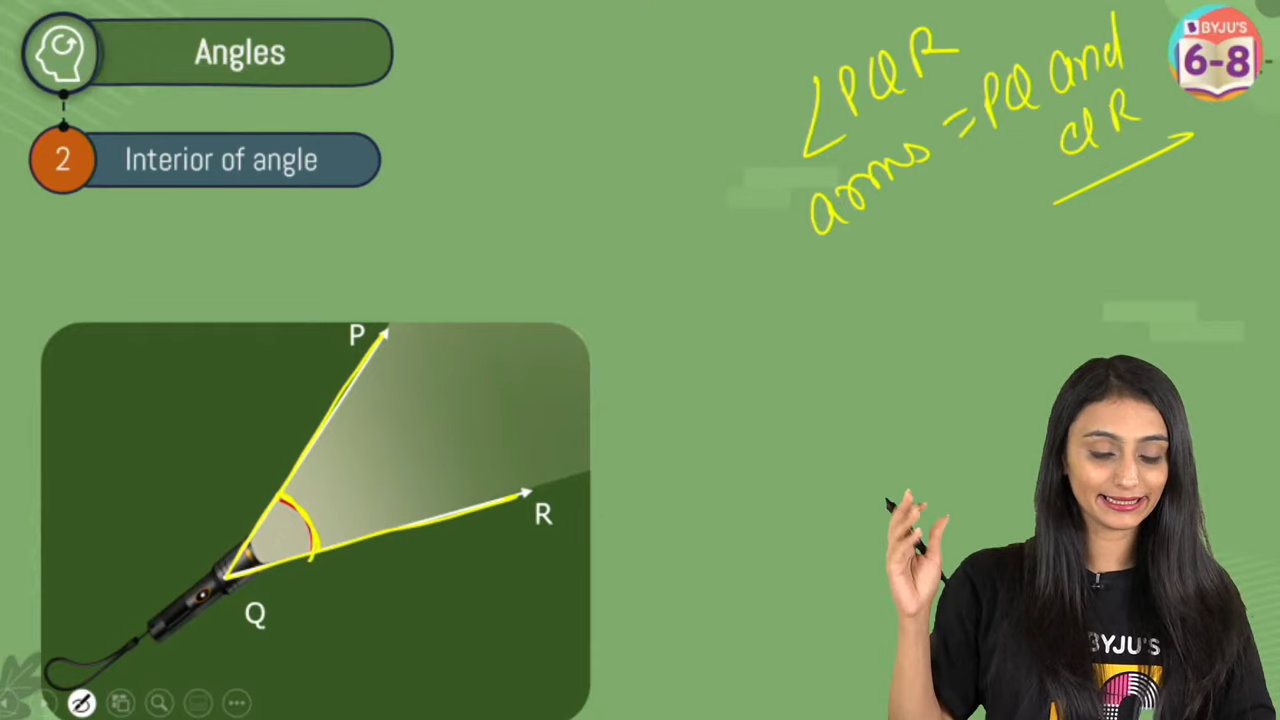 Angles
2
Interior of angle
∠PQR
arms = PQ and
QR
BYJU'S
6-8
P
R
Q
BYJU'S